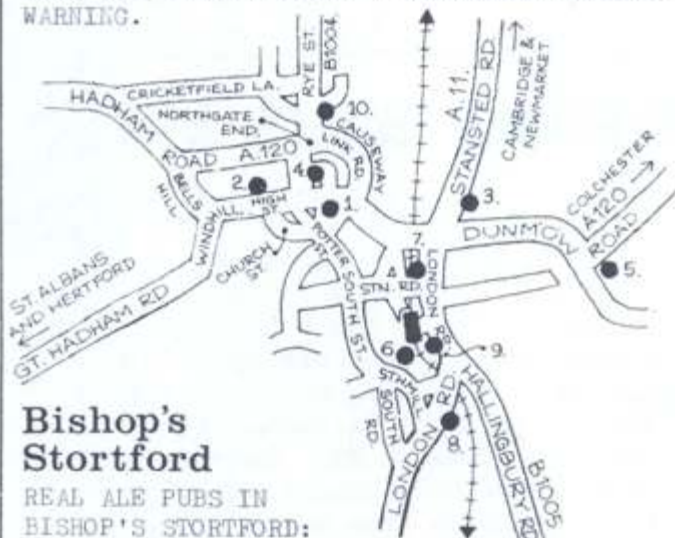 WARNING.
CRICKETFIELD LA.
RYE ST.
B1004
HADHAM ROAD A.120
NORTHGATE END.
LINK RD.
CAUSEWAY
10.
A.11.
STANSTED RD
CAMBRIDGE & NEWMARKET
BELLS HILL
2.
4.
HIGH ST.
1.
WINDHILL
CHURCH ST.
POTTER ST.
3.
COLCHESTER
A120
DUNMOW ROAD
5.
7.
LONDON RD.
STN. RD.
SOUTH ST.
ST. ALBANS AND HERTFORD
GT. HADHAM RD
6
9.
STHMILL RD.
SOUTH RD
LONDON RD.
8.
HALLINGBURY RD
B1005
Bishop's
Stortford
REAL ALE PUBS IN
BISHOP'S STORTFORD: